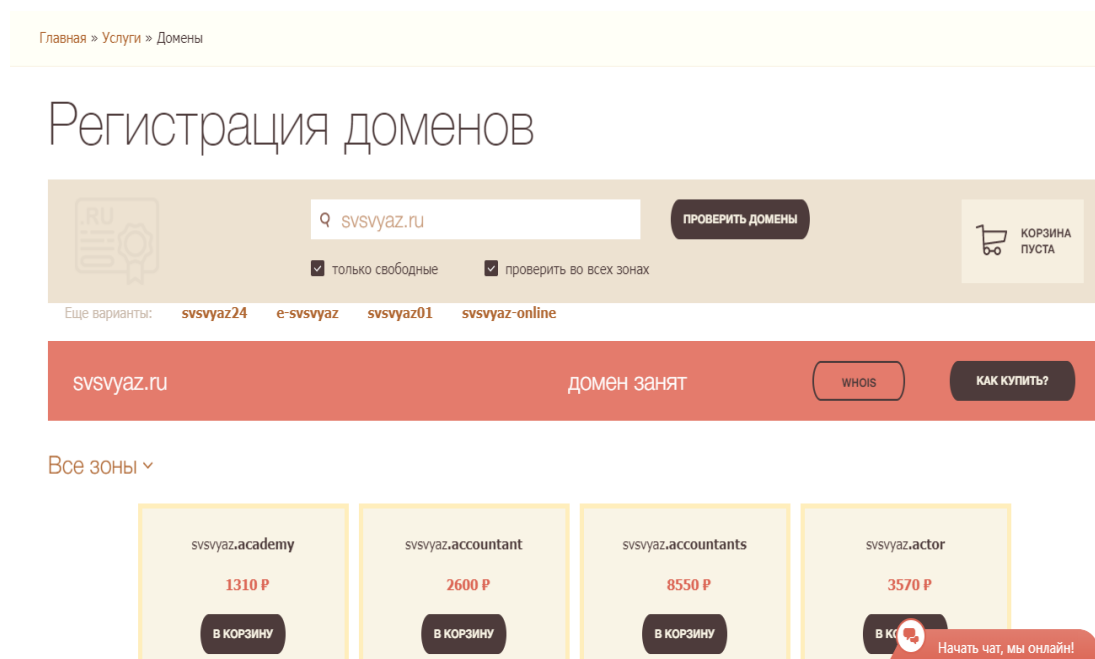 Главная » Услуги » Домены
Регистрация доменов
.RU
svsvyaz.ru
ПРОВЕРИТЬ ДОМЕНЫ
КОРЗИНА
ПУСТА
только свободные
проверить во всех зонах
Еще варианты: svsvyaz24 e-svsvyaz svsvyaz01 svsvyaz-online
svsvyaz.ru домен занят WHOIS КАК КУПИТЬ?
Все зоны
svsvyaz.academy svsvyaz.accountant svsvyaz.accountants svsvyaz.actor
1310 ₽ 2600 ₽ 8550 ₽ 3570 ₽
В КОРЗИНУ В КОРЗИНУ В КОРЗИНУ
Начать чат, мы онлайн!